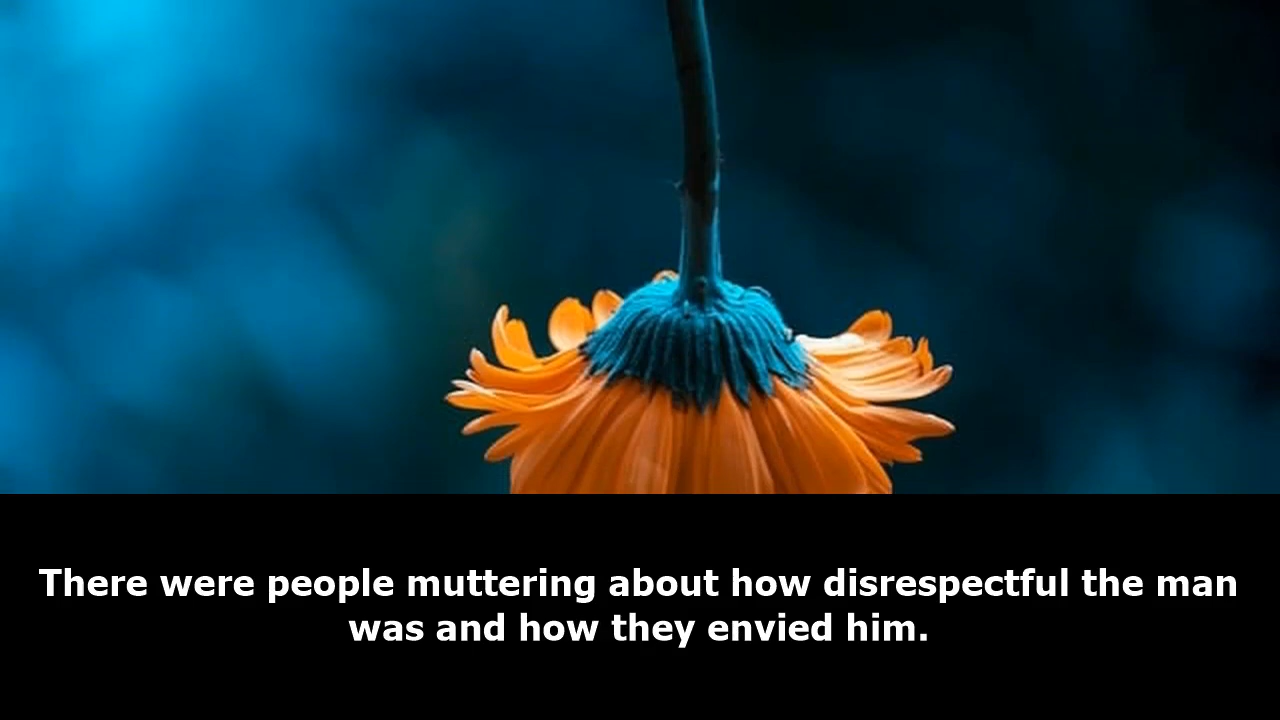 There were people muttering about how disrespectful the man
was and how they envied him.